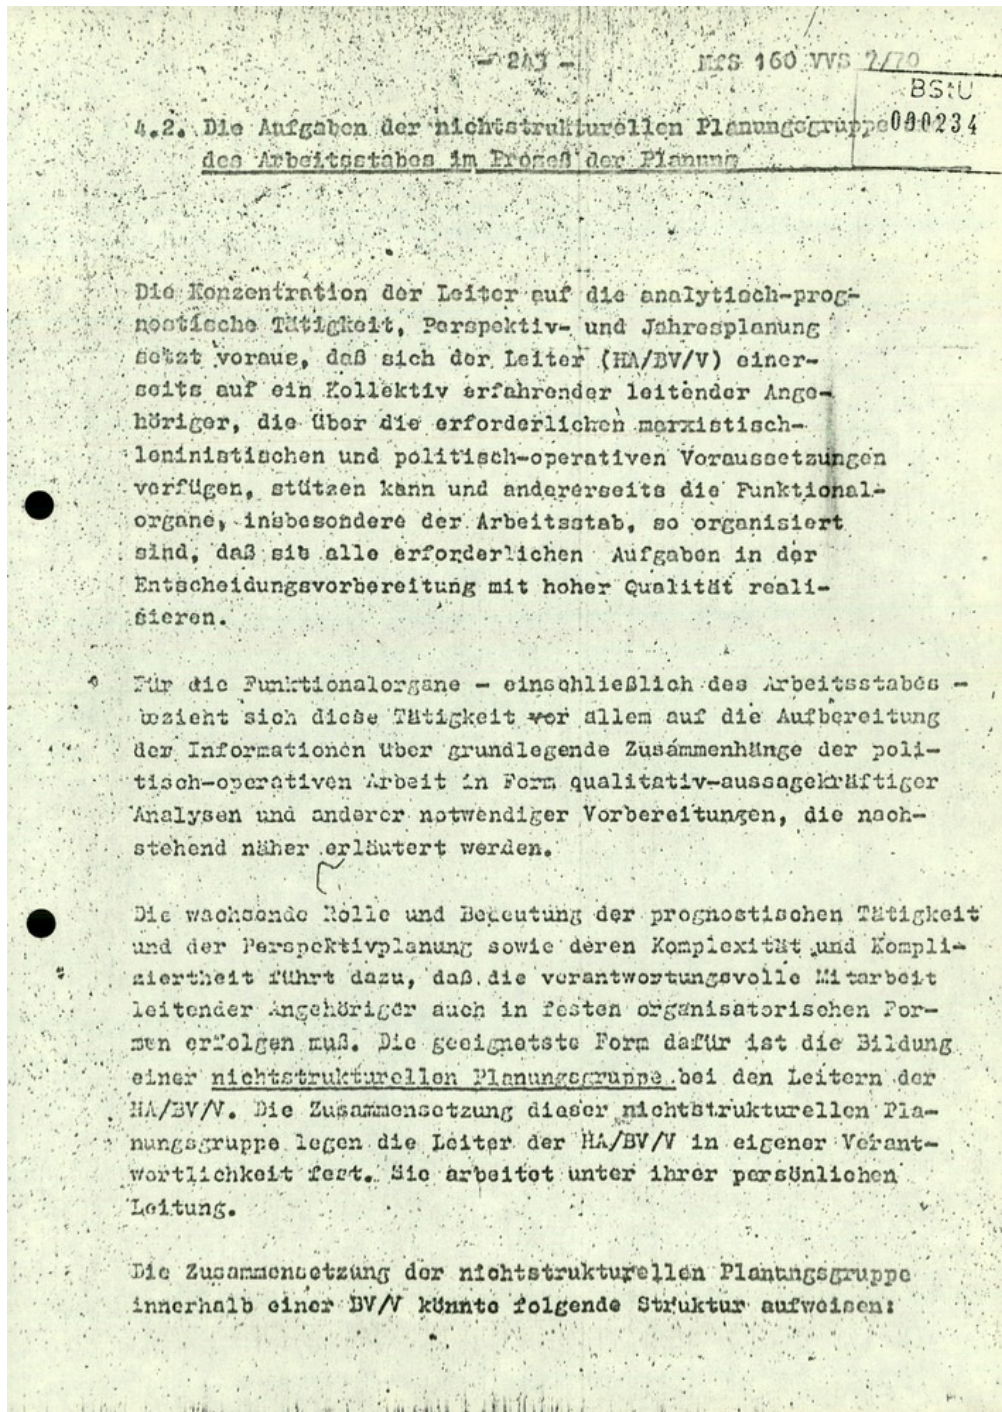 - 243 -
MfS 160 VVS 7/70
BStU
000234
4.2. Die Aufgaben der nichtstrukturellen Planungsgruppe
des Arbeitsstabes im Prozeß der Planung
Die Konzentration der Leiter auf die analytisch-prog-
nostische Tätigkeit, Perspektiv- und Jahresplanung
setzt voraus, daß sich der Leiter (HA/BV/V) einer-
seits auf ein Kollektiv erfahrender leitender Ange-
höriger, die über die erforderlichen marxistisch-
leninistischen und politisch-operativen Voraussetzungen
verfügen, stützen kann und andererseits die Funktional-
organe, insbesondere der Arbeitsstab, so organisiert
sind, daß sie alle erforderlichen Aufgaben in der
Entscheidungsvorbereitung mit hoher Qualität reali-
sieren.
Für die Funktionalorgane - einschließlich des Arbeitsstabes -
bezieht sich diese Tätigkeit vor allem auf die Aufbereitung
der Informationen über grundlegende Zusammenhänge der poli-
tisch-operativen Arbeit in Form qualitativ-aussagekräftiger
Analysen und anderer notwendiger Vorbereitungen, die nach-
stehend näher erläutert werden.
Die wachsende Rolle und Bedeutung der prognostischen Tätigkeit
und der Perspektivplanung sowie deren Komplexität und Kompli-
ziertheit führt dazu, daß die verantwortungsvolle Mitarbeit
leitender Angehöriger auch in festen organisatorischen For-
men erfolgen muß. Die geeignetste Form dafür ist die Bildung
einer nichtstrukturellen Planungsgruppe bei den Leitern der
HA/BV/V. Die Zusammensetzung dieser nichtstrukturellen Pla-
nungsgruppe legen die Leiter der HA/BV/V in eigener Verant-
wortlichkeit fest. Sie arbeitet unter ihrer persönlichen
Leitung.
Die Zusammensetzung der nichtstrukturellen Planungsgruppe
innerhalb einer BV/V könnte folgende Struktur aufweisen: